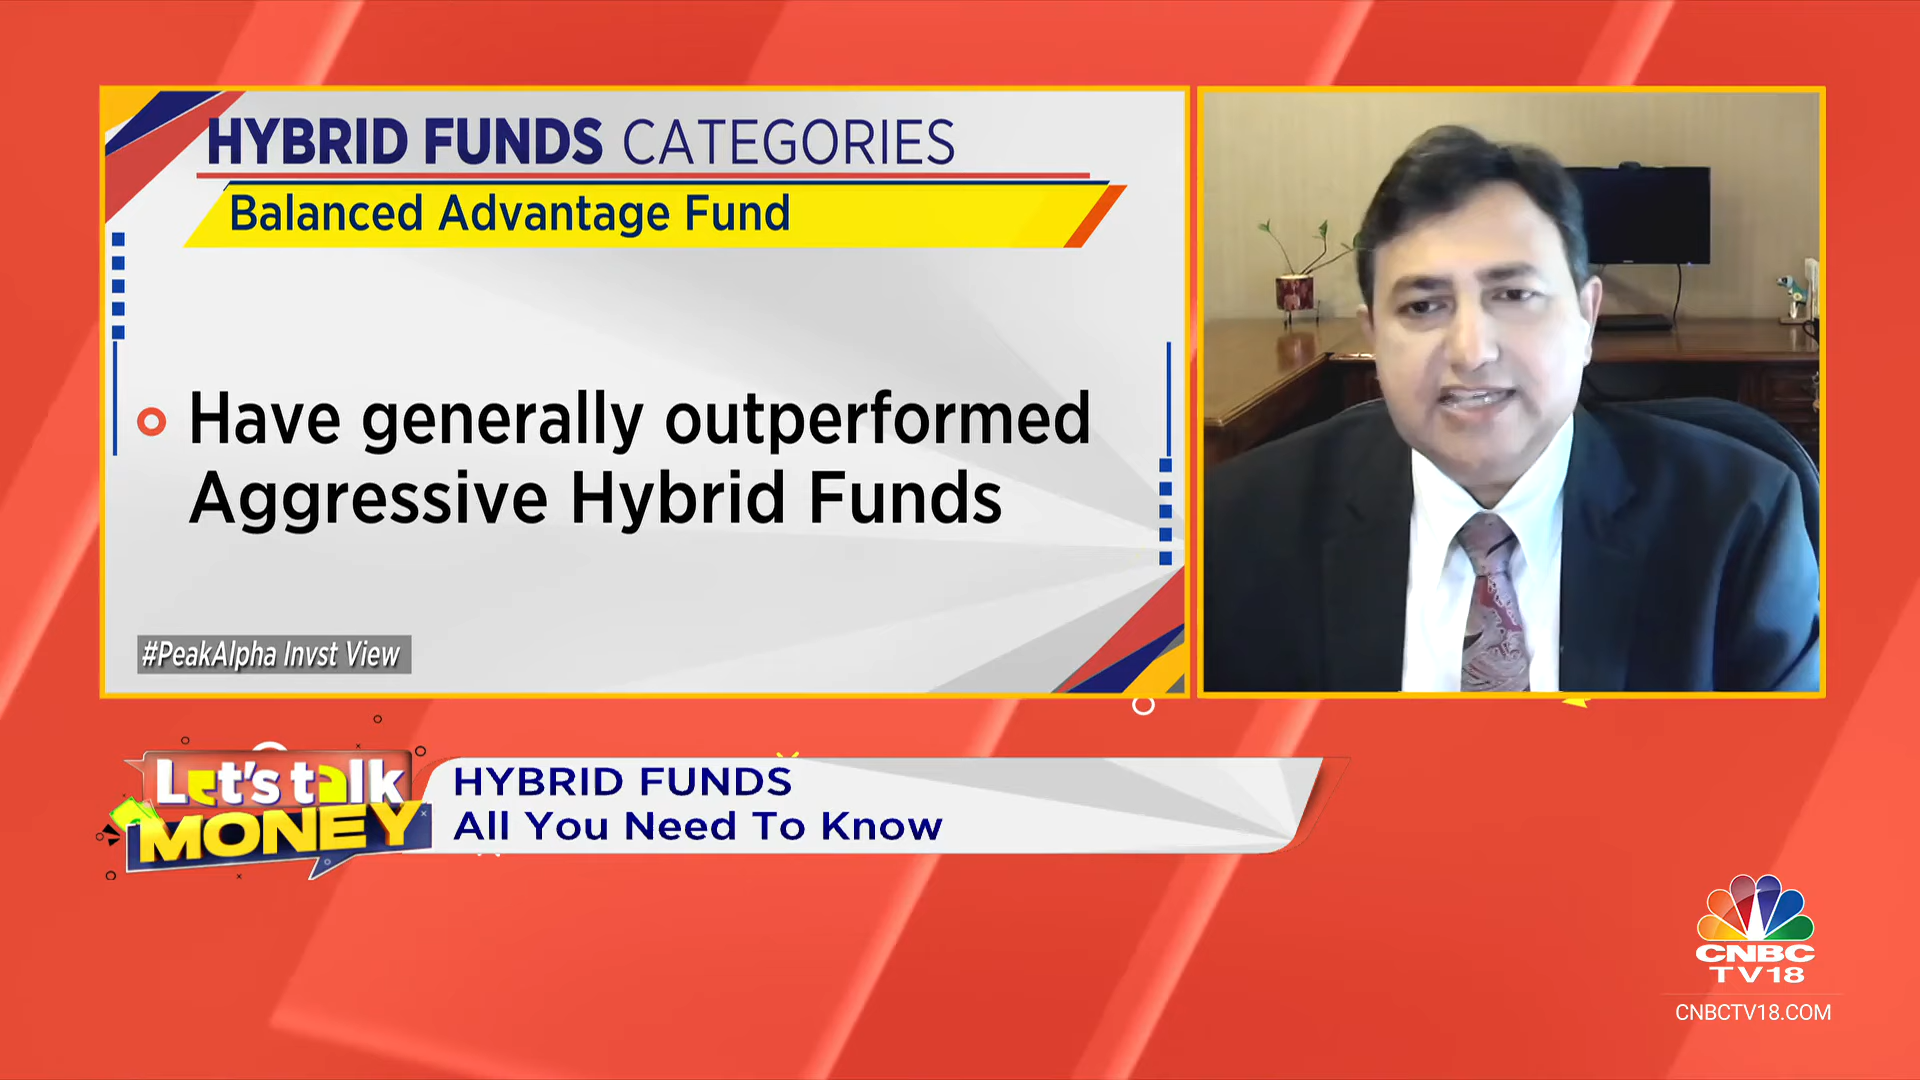 HYBRID FUNDS CATEGORIES
Balanced Advantage Fund
Have generally outperformed
Aggressive Hybrid Funds
#PeakAlpha Invst View
Let's talk
MONEY
HYBRID FUNDS
All You Need To Know
CNBC
TV18
CNBCTV18.COM